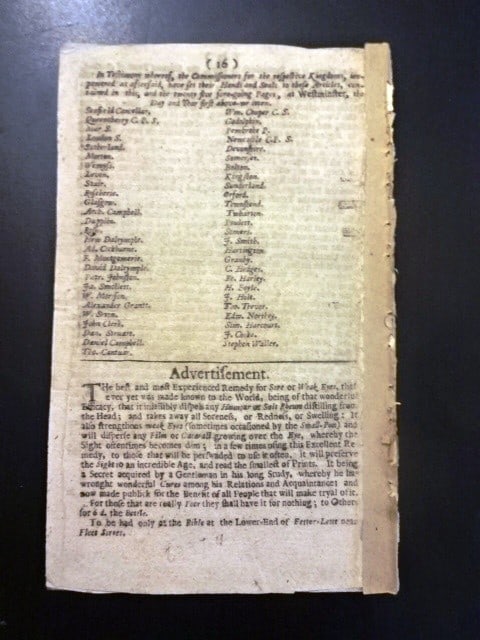 ( 16 )
In Testimony whereof, the Commissioners for the respective Kingdoms, im-
powered as aforesaid, have set their Hands and Seals to these Articles, con-
tained in this, and the twenty five fore-going Pages, at Westminster, the
Day and Year first above-written.
Seafield Cancellar.
Queensberry C. P. S.
Mar S.
Loudon S.
Sutherland.
Morton.
Wemyss.
Leven.
Stair.
Roseberie.
Glasgow.
Arch. Campbell.
Dupplin.
Ross.
Hew Dalrymple.
Ad. Cockburne.
R. Montgomerie.
David Dalrymple.
Patr. Johnston.
Ja. Smollett.
W. Morison.
Alexander Grantt.
W. Seton.
John Clerk.
Dan. Stewart.
Daniel Campbell.
Tho. Cantuar.
Wm. Cowper C. S.
Godolphin.
Pembroke P.
Newcastle C. P. S.
Devonshire.
Somerset.
Bolton.
Kingston.
Sunderland.
Orford.
Townshend.
Wharton.
Poulett.
Somers.
J. Smith.
Hartington.
Granby.
C. Hedges.
Ro. Harley.
H. Boyle.
J. Holt.
Tho. Trevor.
Edw. Northey.
Sim. Harcourt.
J. Cooke.
Stephen Waller.
Advertisement.
THe best and most Experienced Remedy for Sore or Weak Eyes, that
ever yet was made known to the World, being of that wonderful
Efficacy, that it insensibly dispels any Humour or Salt Rheum distilling from
the Head; and takes away all Soreness, or Redness, or Swelling: It
also strengthens weak Eyes (sometimes occasioned by the Small-Pox) and
will disperse any Film or Cataract growing over the Eye, whereby the
Sight oftentimes becomes dim; in a few times using this Excellent Re-
medy, to those that will be perswaded to use it often, it will preserve
the Sight to an incredible Age, and read the smallest of Prints. It being
a Secret acquired by a Gentleman in his long Study, whereby he has
wrought wonderful Cures among his Relations and Acquaintance; and
now made publick for the Benefit of all People that will make tryal of it.
For those that are really Poor they shall have it for nothing; to Others
for 6 d. the Bottle.
To be had only at the Bible at the Lower-End of Fetter-Lane near
Fleet Street.